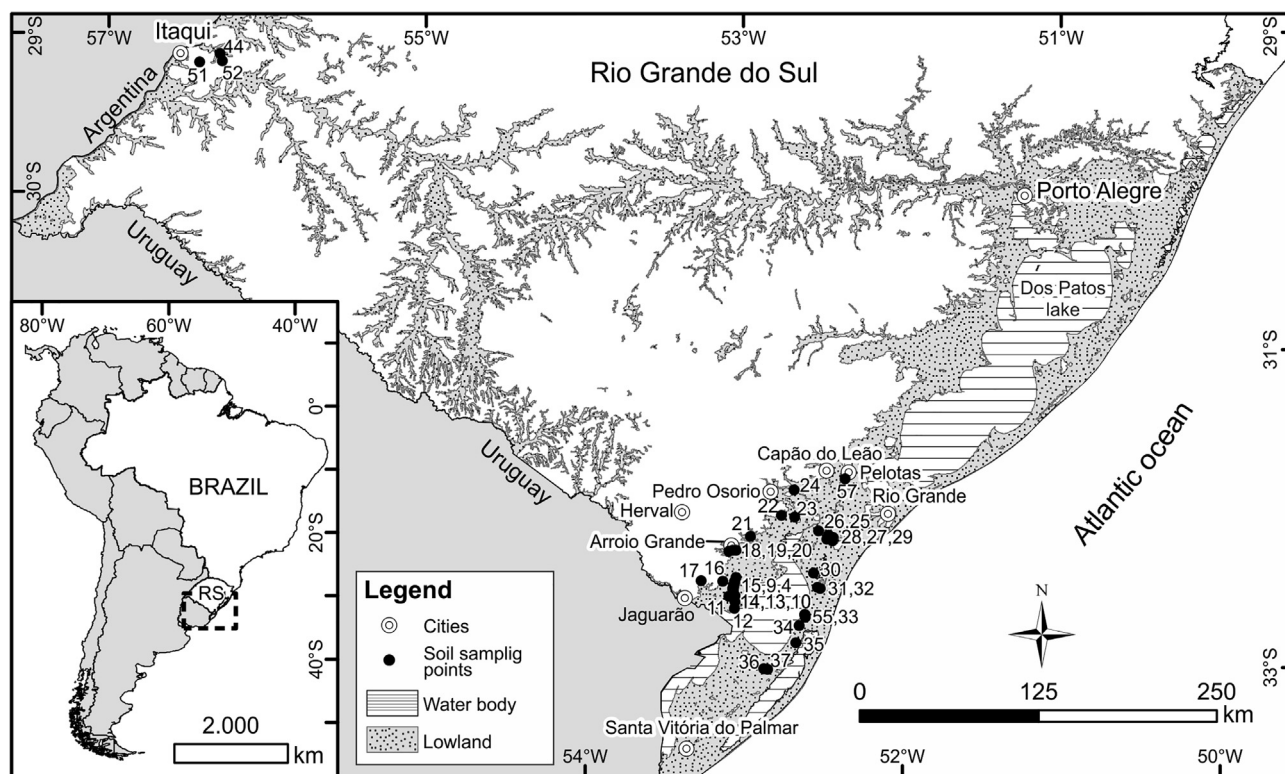 57°W
55°W
53°W
51°W
29°S
29°S
Itaqui
44
51
52
Rio Grande do Sul
Argentina
30°S
Porto Alegre
Uruguay
Dos Patos
lake
31°S
80°W
60°W
40°W
0°
20°S
40°S
BRAZIL
RS
2.000
km
Uruguay
Capão do Leão
Pelotas
57
Pedro Osorio
24
Rio Grande
Herval
22
23
21
26,25
28,27,29
Arroio Grande
18,19,20
17
16
30
15,9-4
31, 32
14,13,10
Jaguarão
11
12
55,33
34
35
36
37
Atlantic ocean
N
Legend
Cities
Soil samplig
points
Water body
Lowland
Santa Vitória do Palmar
33°S
0
125
250
km
54°W
52°W
50°W